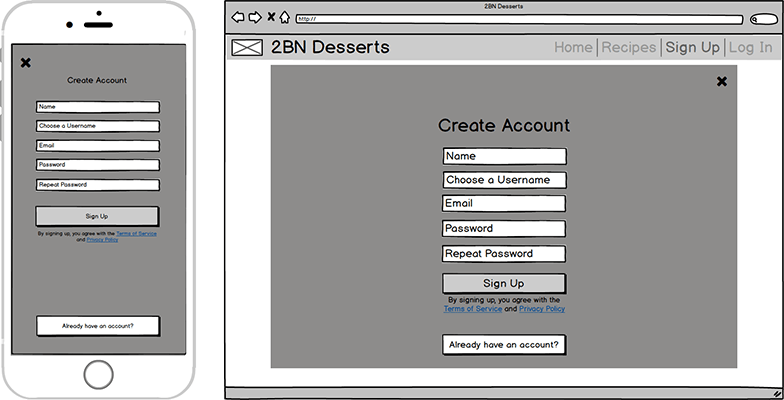 Create Account
Name
Choose a Username
Email
Password
Repeat Password
Sign Up
By signing up, you agree with the Terms of Service
and Privacy Policy
Already have an account?
2BN Desserts
http://
2BN Desserts
Home Recipes Sign Up Log In
Create Account
Name
Choose a Username
Email
Password
Repeat Password
Sign Up
By signing up, you agree with the
Terms of Service and Privacy Policy
Already have an account?